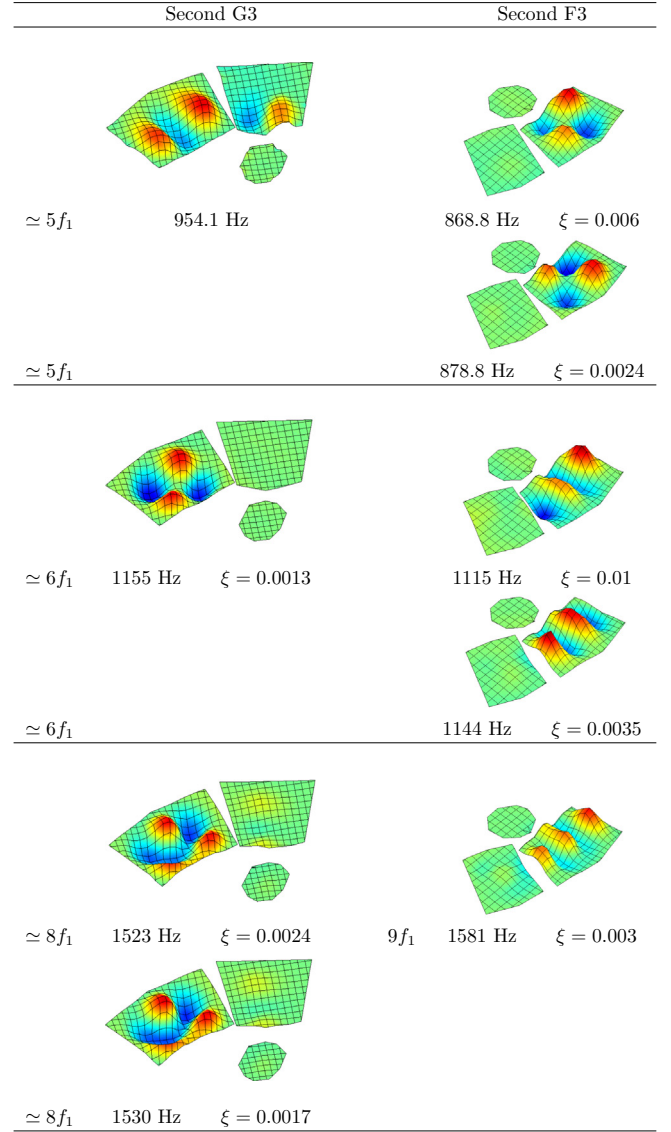 Second G3 Second F3
≃ 5f₁ 954.1 Hz 868.8 Hz ξ = 0.006
≃ 5f₁ 878.8 Hz ξ = 0.0024
≃ 6f₁ 1155 Hz ξ = 0.0013 1115 Hz ξ = 0.01
≃ 6f₁ 1144 Hz ξ = 0.0035
≃ 8f₁ 1523 Hz ξ = 0.0024 9f₁ 1581 Hz ξ = 0.003
≃ 8f₁ 1530 Hz ξ = 0.0017